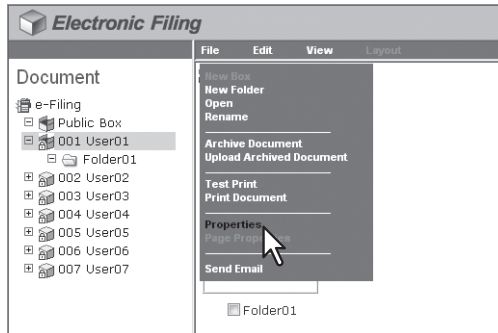 Electronic Filing
File Edit View Layout
Document
e-Filing
Public Box
001 User01
Folder01
002 User02
003 User03
004 User04
005 User05
006 User06
007 User07
New Box
New Folder
Open
Rename
Archive Document
Upload Archived Document
Test Print
Print Document
Properties
Page Properties
Send Email
Folder01